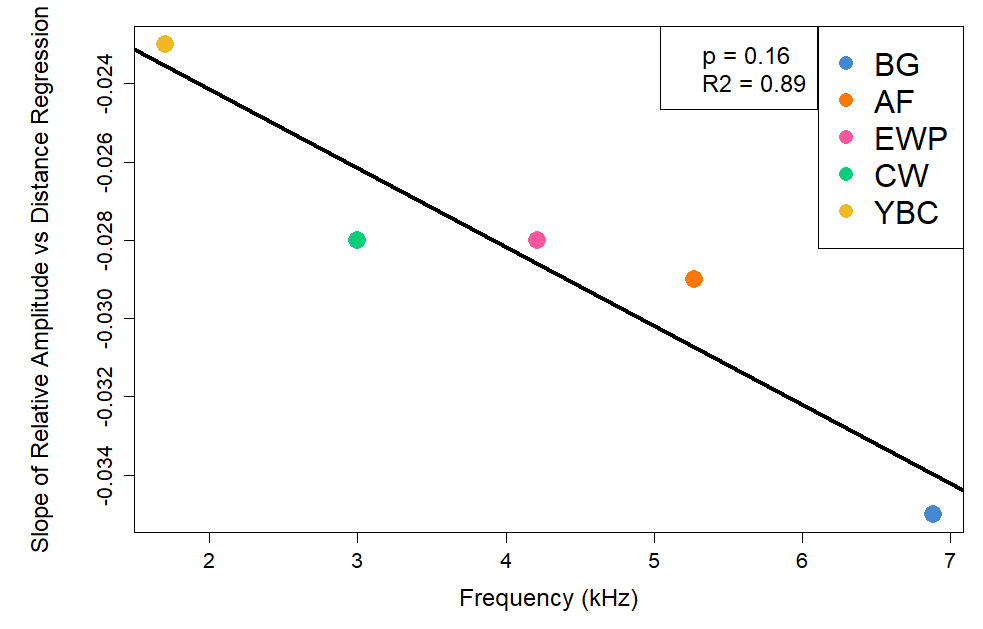 Slope of Relative Amplitude vs Distance Regression
-0.024
-0.026
-0.028
-0.030
-0.032
-0.034
p = 0.16
R2 = 0.89
BG
AF
EWP
CW
YBC
2 3 4 5 6 7
Frequency (kHz)